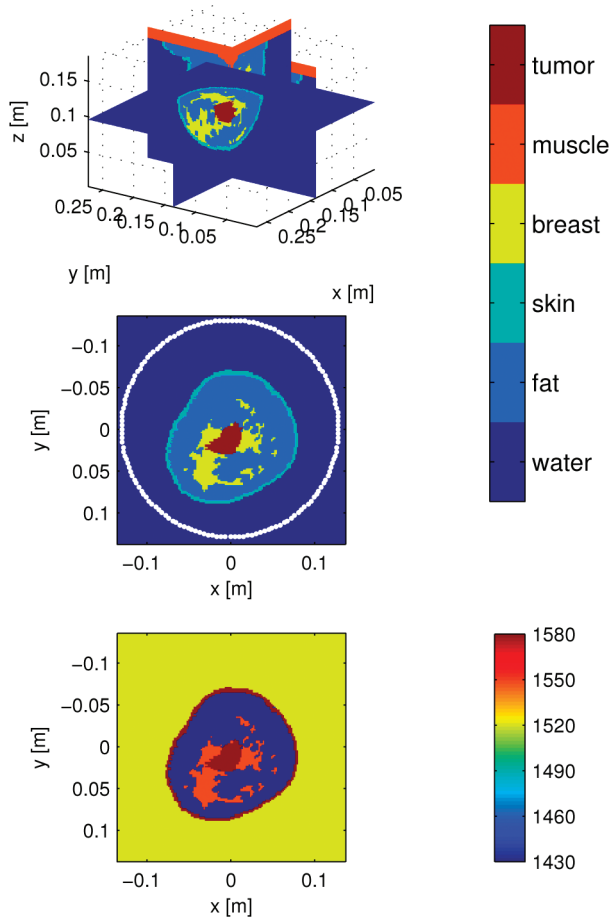 0.15
0.1
0.05
z [m]
0.25
0.2
0.15
0.1
0.05
y [m]
0.25
0.2
0.15
0.1
0.05
x [m]
tumor
muscle
breast
skin
fat
water
−0.1
−0.05
0
0.05
0.1
y [m]
−0.1
0
0.1
x [m]
−0.1
−0.05
0
0.05
0.1
y [m]
−0.1
0
0.1
x [m]
1580
1550
1520
1490
1460
1430